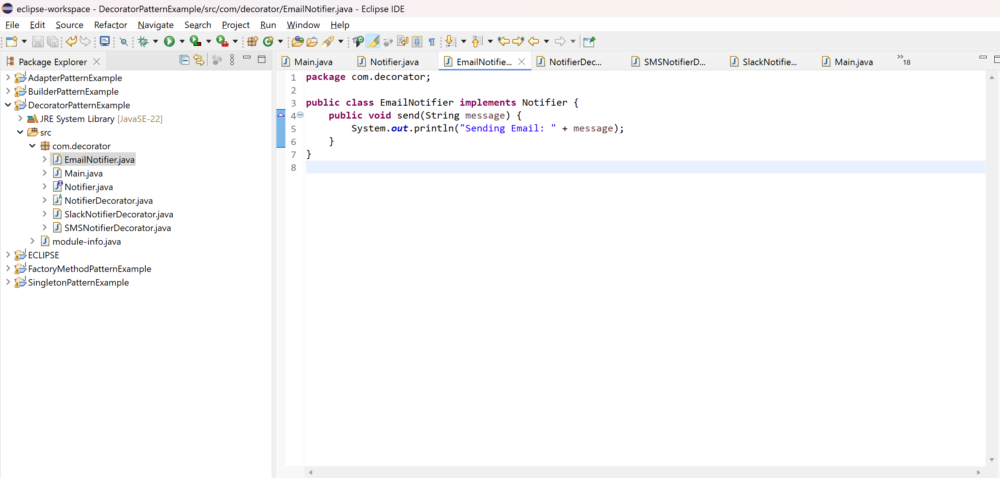 eclipse-workspace - DecoratorPatternExample/src/com/decorator/EmailNotifier.java - Eclipse IDE
File Edit Source Refactor Navigate Search Project Run Window Help
Package Explorer
AdapterPatternExample
BuilderPatternExample
DecoratorPatternExample
JRE System Library [JavaSE-22]
src
com.decorator
EmailNotifier.java
Main.java
Notifier.java
NotifierDecorator.java
SlackNotifierDecorator.java
SMSNotifierDecorator.java
module-info.java
ECLIPSE
FactoryMethodPatternExample
SingletonPatternExample
Main.java Notifier.java EmailNotifie... NotifierDec... SMSNotifierD... SlackNotifie... Main.java »18
1 package com.decorator;
2
3 public class EmailNotifier implements Notifier {
4 public void send(String message) {
5 System.out.println("Sending Email: " + message);
6 }
7 }
8